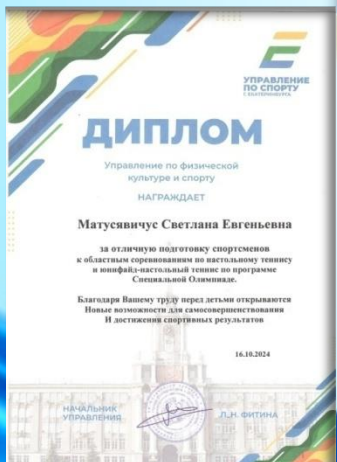 УПРАВЛЕНИЕ
ПО СПОРТУ
Г. ЕКАТЕРИНБУРГА
ДИПЛОМ
Управление по физической
культуре и спорту
НАГРАЖДАЕТ
Матусявичус Светлана Евгеньевна
за отличную подготовку спортсменов
к областным соревнованиям по настольному теннису
и юнифайд-настольный теннис по программе
Специальной Олимпиаде.
Благодаря Вашему труду перед детьми открываются
Новые возможности для самосовершенствования
И достижения спортивных результатов
16.10.2024
НАЧАЛЬНИК
УПРАВЛЕНИЯ
Л.Н. ФИТИНА